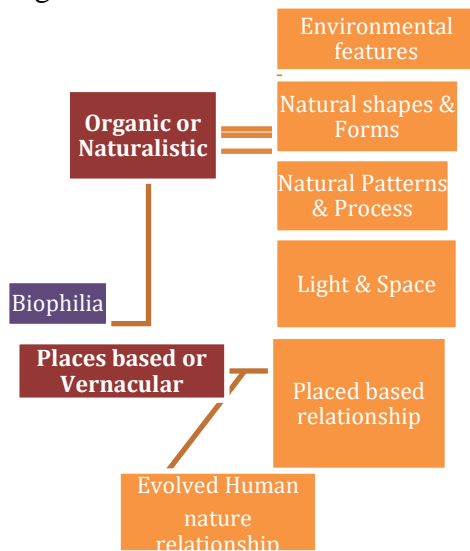 Environmental
features
Organic or
Naturalistic
Natural shapes &
Forms
Natural Patterns
& Process
Light & Space
Biophilia
Places based or
Vernacular
Placed based
relationship
Evolved Human
nature
relationship